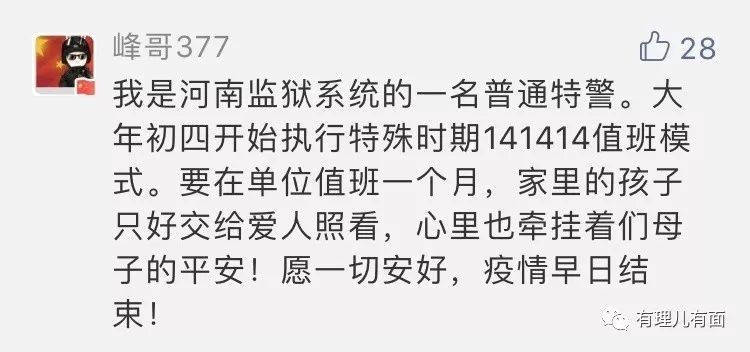 峰哥377
28
我是河南监狱系统的一名普通特警。大
年初四开始执行特殊时期141414值班模
式。要在单位值班一个月，家里的孩子
只好交给爱人照看，心里也牵挂着们母
子的平安！愿一切安好，疫情早日结
束！
有理儿有面